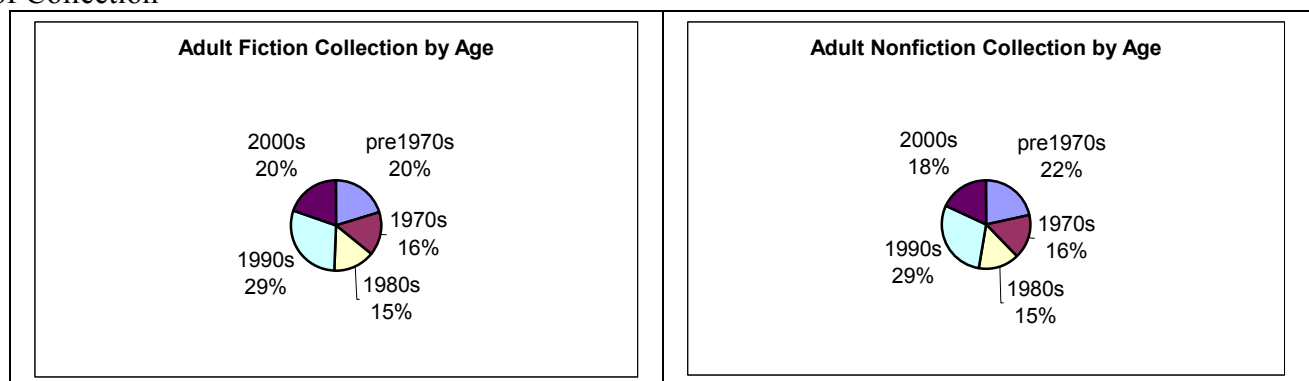 of Collection
Adult Fiction Collection by Age
2000s
20%
pre1970s
20%
1970s
16%
1990s
29%
1980s
15%
Adult Nonfiction Collection by Age
2000s
18%
pre1970s
22%
1970s
16%
1990s
29%
1980s
15%